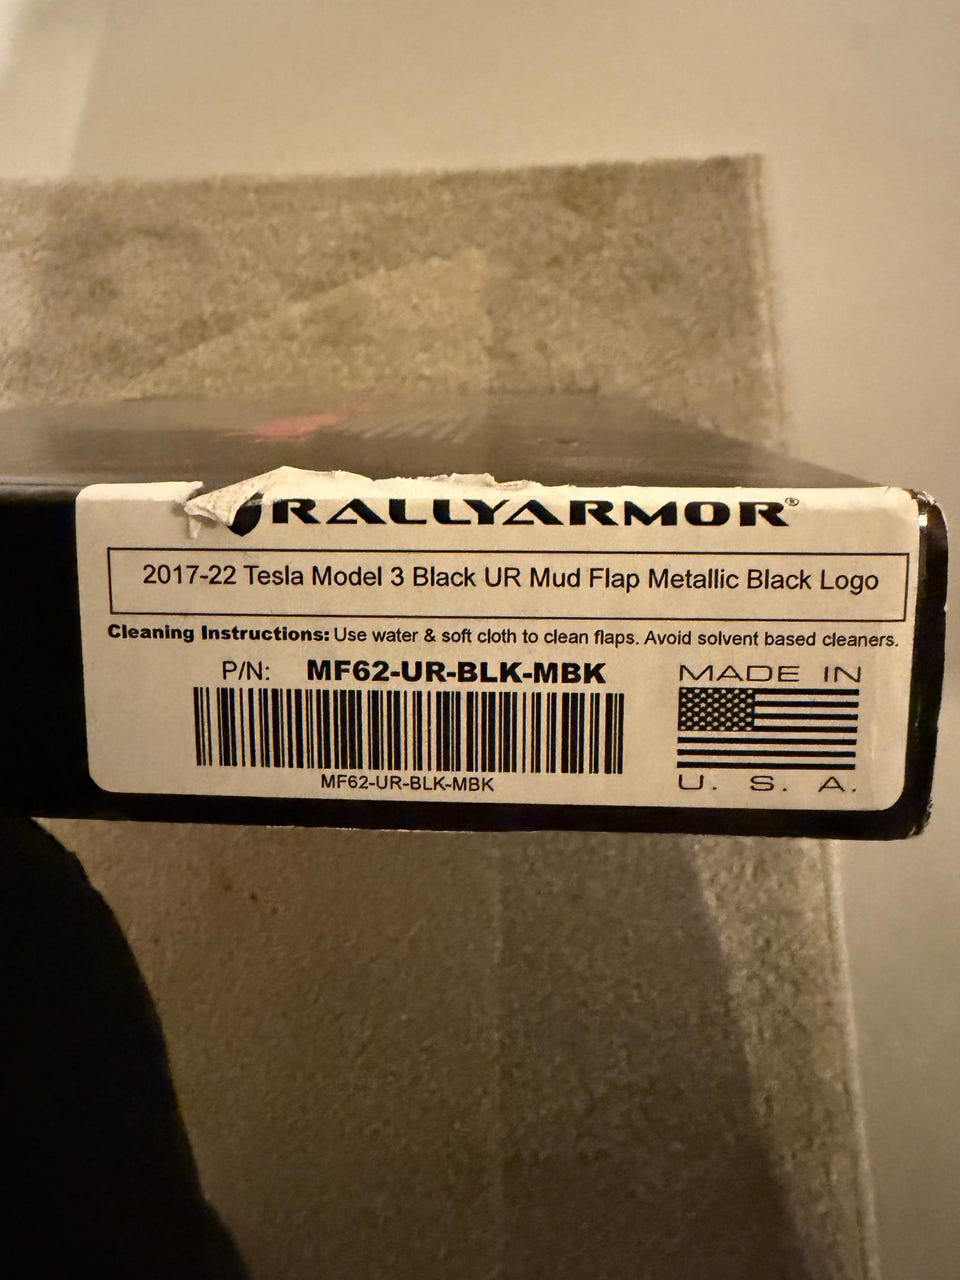 RALLYARMOR®
2017-22 Tesla Model 3 Black UR Mud Flap Metallic Black Logo
Cleaning Instructions: Use water & soft cloth to clean flaps. Avoid solvent based cleaners.
P/N: MF62-UR-BLK-MBK
MF62-UR-BLK-MBK
MADE IN
U. S. A.